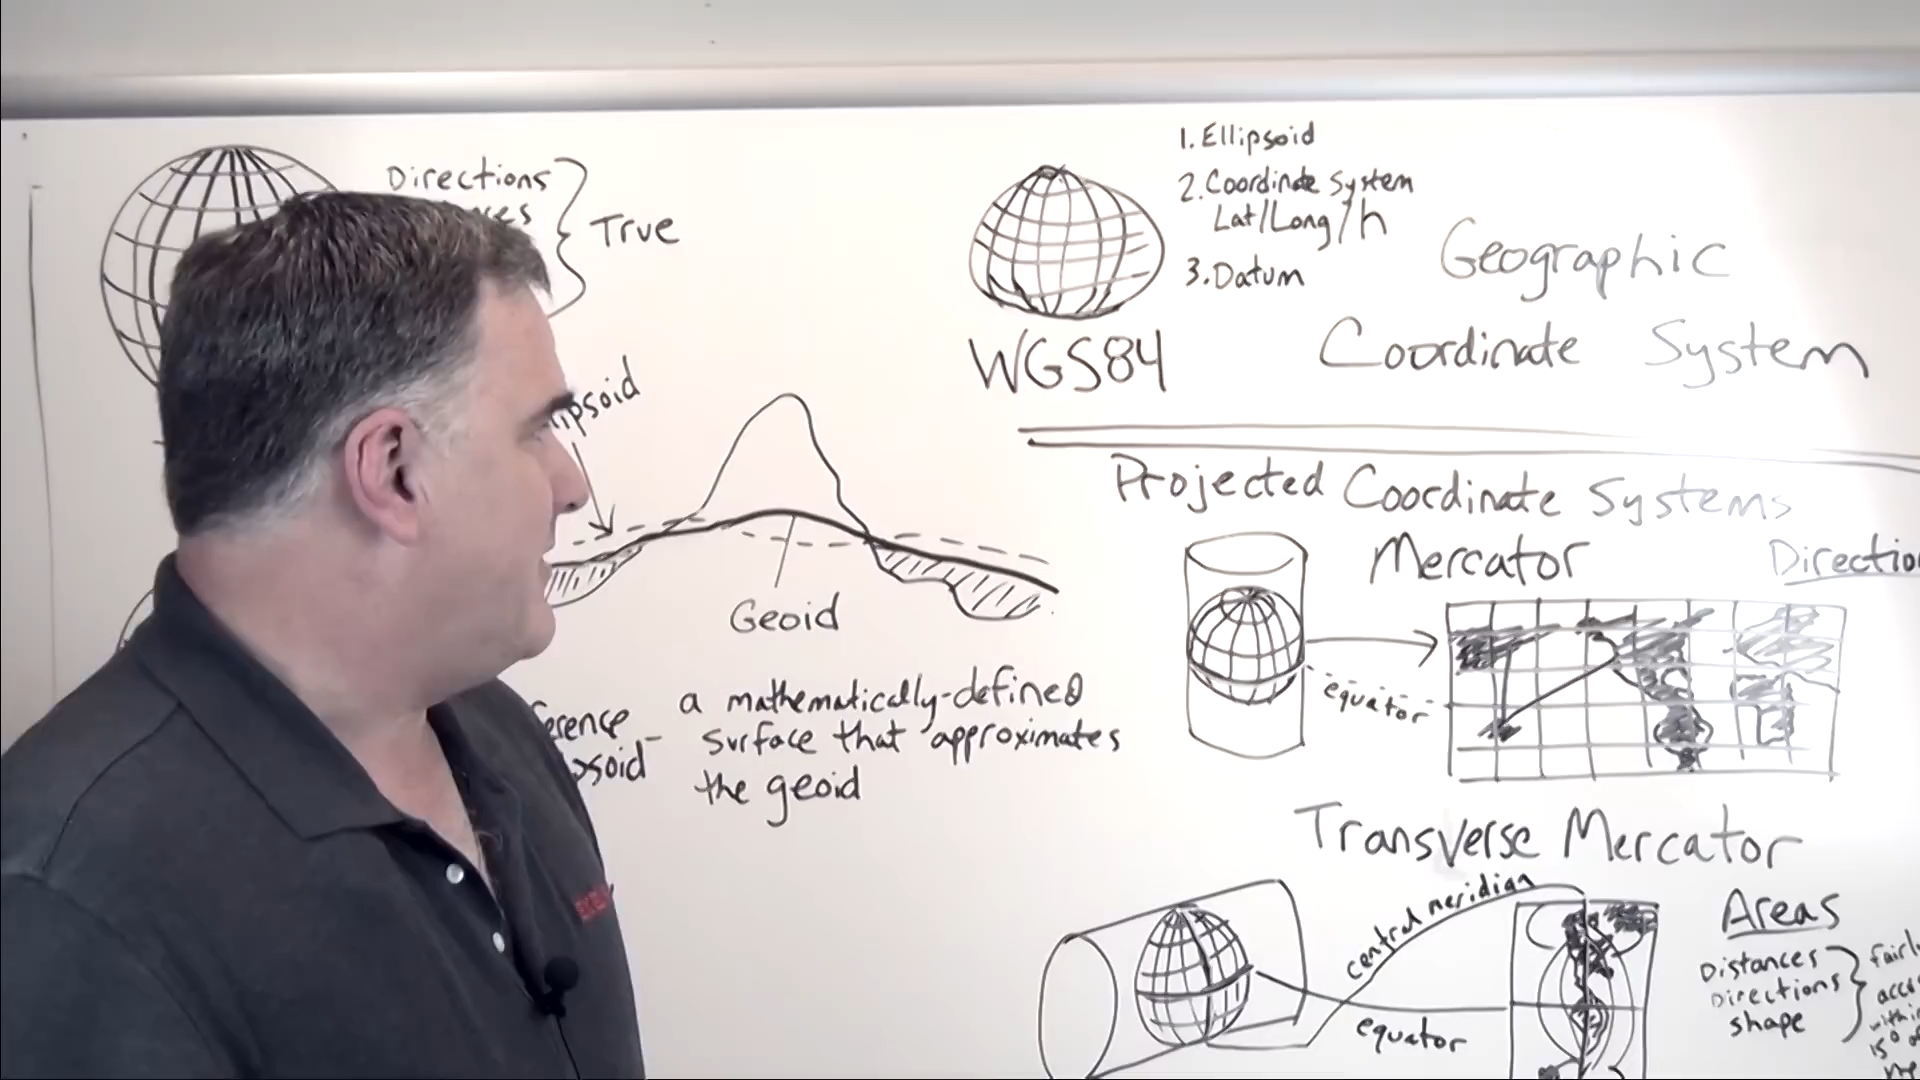 Directions
True
Geoid
a mathematically-defined
surface that approximates
the geoid
1. Ellipsoid
2. Coordinate System
Lat/Long/h
3. Datum
WGS84
Geographic
Coordinate System
Projected Coordinate Systems
Mercator
equator
Transverse Mercator
central meridian
equator
Areas
Distances
Directions
shape